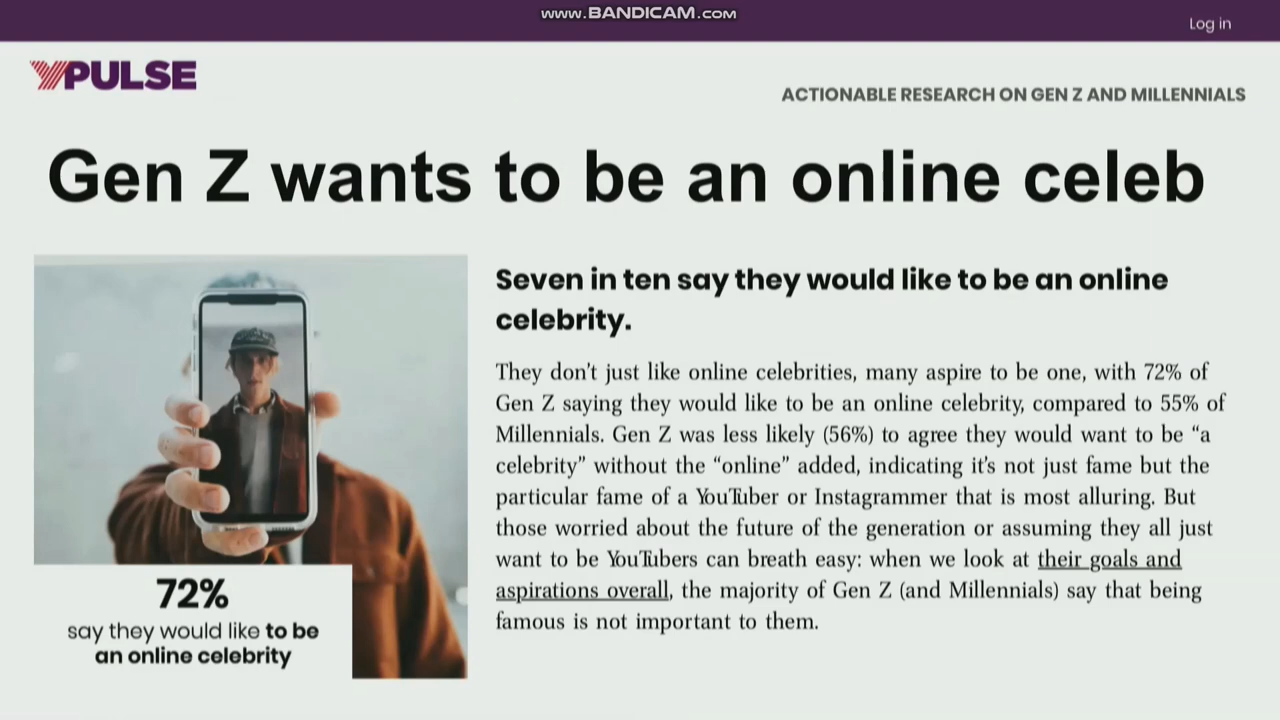 www.BANDICAM.com
Log in
YPULSE
ACTIONABLE RESEARCH ON GEN Z AND MILLENNIALS
Gen Z wants to be an online celeb
Seven in ten say they would like to be an online
celebrity.
They don't just like online celebrities, many aspire to be one, with 72% of
Gen Z saying they would like to be an online celebrity, compared to 55% of
Millennials. Gen Z was less likely (56%) to agree they would want to be “a
celebrity” without the “online” added, indicating it's not just fame but the
particular fame of a YouTuber or Instagrammer that is most alluring. But
those worried about the future of the generation or assuming they all just
want to be YouTubers can breath easy: when we look at their goals and
aspirations overall, the majority of Gen Z (and Millennials) say that being
famous is not important to them.
72%
say they would like to be
an online celebrity